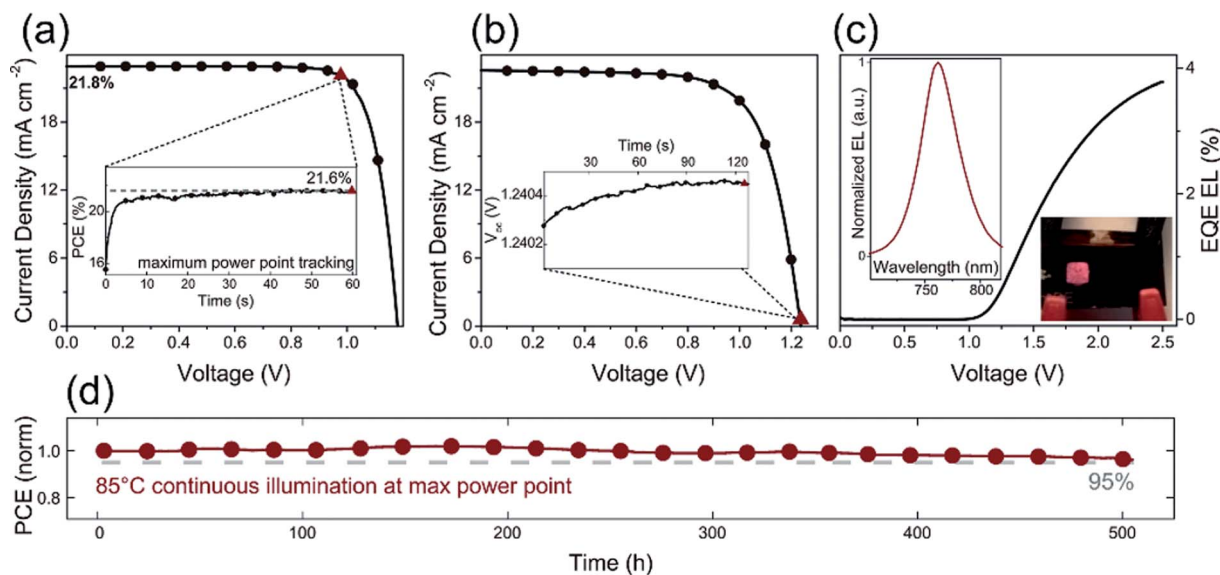 (a)
Current Density (mA cm⁻²)
22
18
12
6
0
21.8%
PCE (%)
20
16
21.6%
maximum power point tracking
0 10 20 30 40 50 60
Time (s)
0.0 0.2 0.4 0.6 0.8 1.0
Voltage (V)
(b)
Current Density (mA cm⁻²)
22
18
12
6
0
Time (s)
30 60 90 120
V_oc (V)
1.2404
1.2402
0.0 0.2 0.4 0.6 0.8 1.0 1.2
Voltage (V)
(c)
Normalized EL (a.u.)
1
0
Wavelength (nm)
750 800
EQE EL (%)
4
2
0
0.0 0.5 1.0 1.5 2.0 2.5
Voltage (V)
(d)
PCE (norm)
1.0
0.8
85°C continuous illumination at max power point
95%
0 100 200 300 400 500
Time (h)